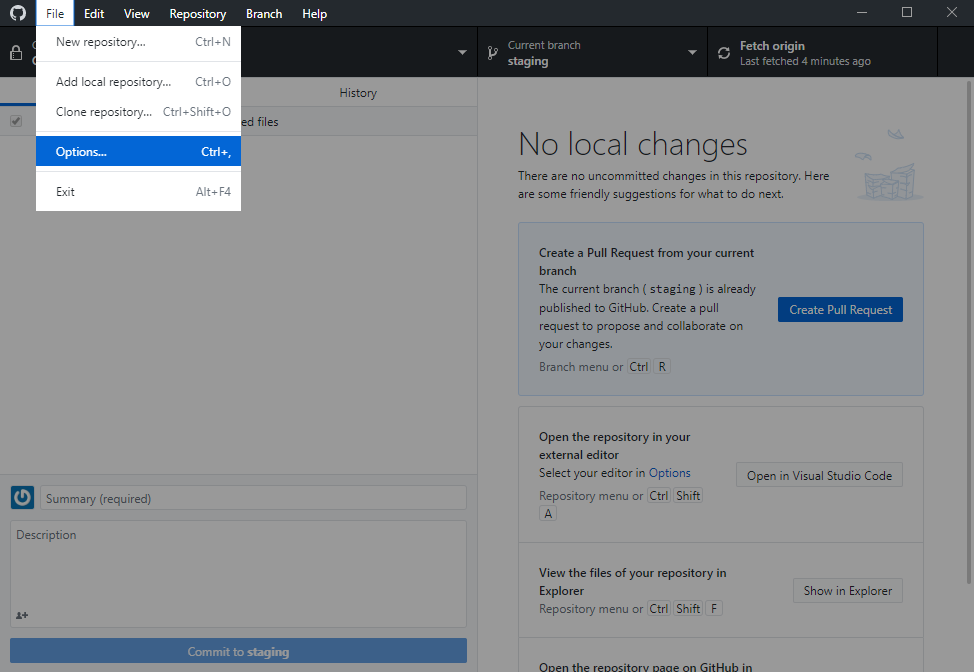 File Edit View Repository Branch Help
New repository... Ctrl+N
Add local repository... Ctrl+O
Clone repository... Ctrl+Shift+O
Options... Ctrl+,
Exit Alt+F4
Current branch
staging
Fetch origin
Last fetched 4 minutes ago
History
files
No local changes
There are no uncommitted changes in this repository. Here
are some friendly suggestions for what to do next.
Create a Pull Request from your current
branch
The current branch ( staging ) is already
published to GitHub. Create a pull
request to propose and collaborate on
your changes.
Branch menu or Ctrl R
Create Pull Request
Open the repository in your
external editor
Select your editor in Options
Repository menu or Ctrl Shift
A
Open in Visual Studio Code
View the files of your repository in
Explorer
Repository menu or Ctrl Shift F
Show in Explorer
Open the repository page on GitHub in
Summary (required)
Description
Commit to staging